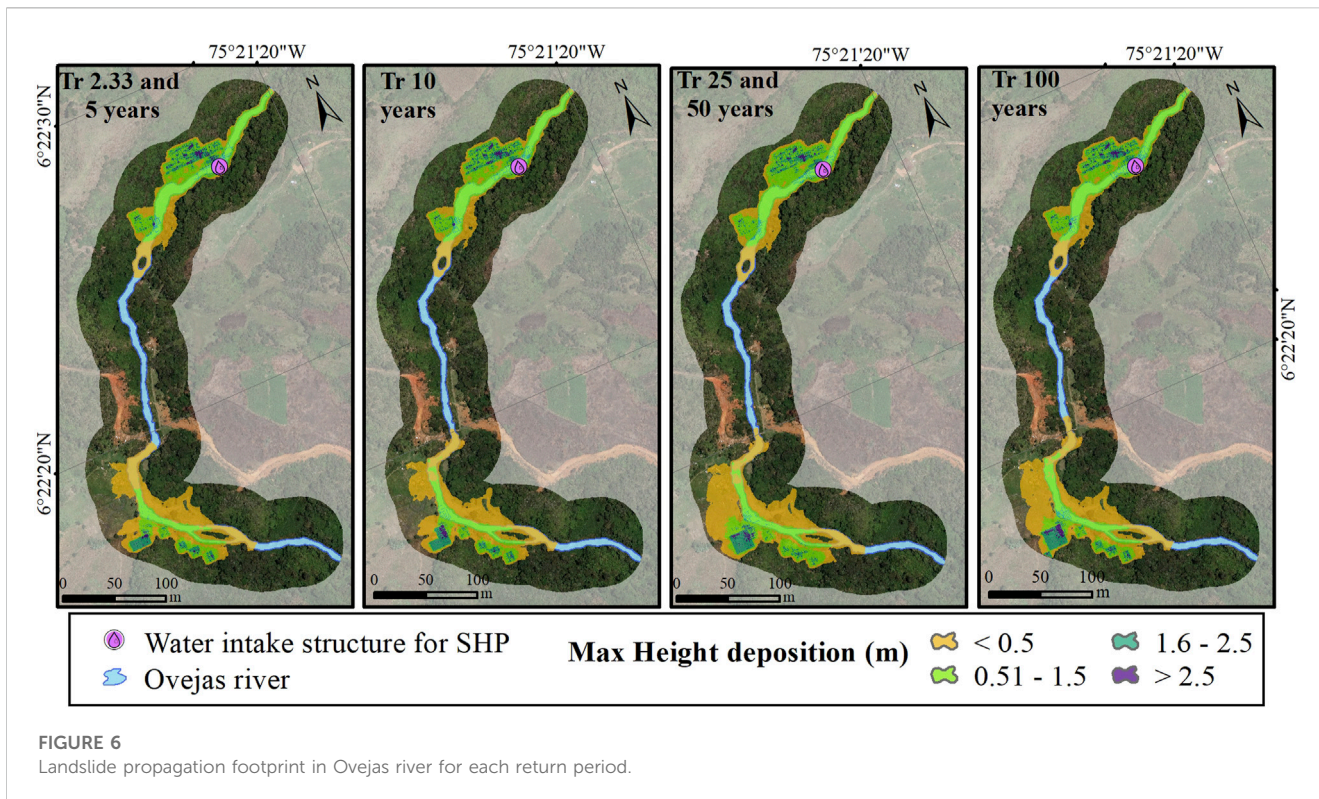 75°21'20"W
75°21'20"W
75°21'20"W
75°21'20"W
Tr 2.33 and
5 years
N
Tr 10
years
N
Tr 25 and
50 years
N
Tr 100
years
N
6°22'30"N
6°22'20"N
6°22'20"N
0 50 100
m
0 50 100
m
0 50 100
m
0 50 100
m
Water intake structure for SHP
Ovejas river
Max Height deposition (m)
< 0.5
0.51 - 1.5
1.6 - 2.5
> 2.5
FIGURE 6
Landslide propagation footprint in Ovejas river for each return period.